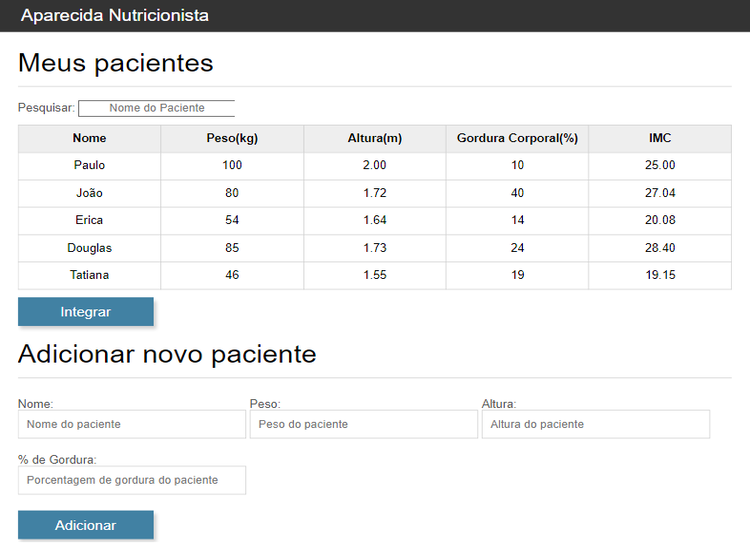 Aparecida Nutricionista
Meus pacientes
Pesquisar: Nome do Paciente
Nome Peso(kg) Altura(m) Gordura Corporal(%) IMC
Paulo 100 2.00 10 25.00
João 80 1.72 40 27.04
Erica 54 1.64 14 20.08
Douglas 85 1.73 24 28.40
Tatiana 46 1.55 19 19.15
Integrar
Adicionar novo paciente
Nome: Peso: Altura:
Nome do paciente Peso do paciente Altura do paciente
% de Gordura:
Porcentagem de gordura do paciente
Adicionar